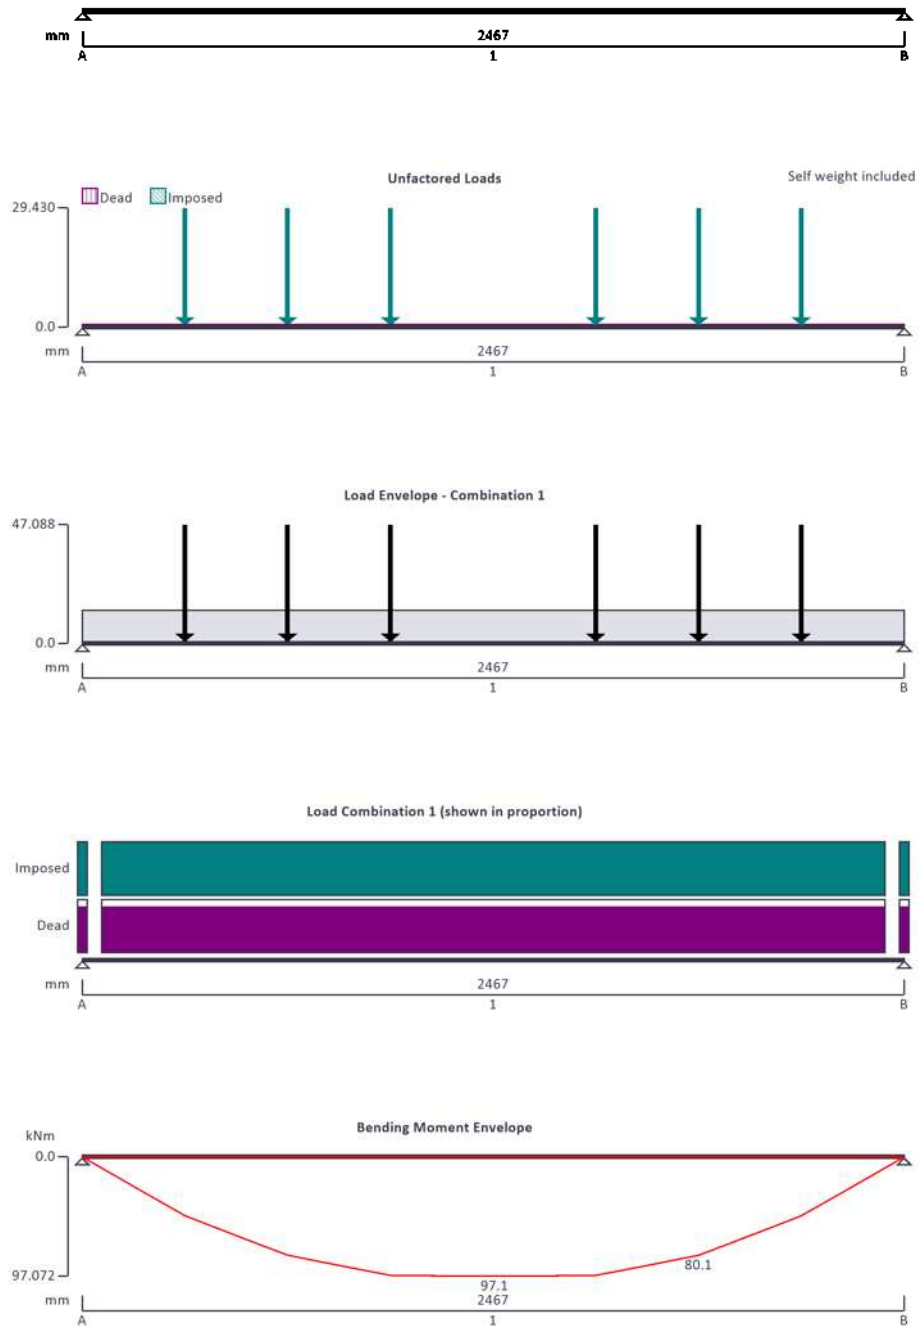 mm 2467
A 1 B
Unfactored Loads Self weight included
Dead Imposed
29.430
0.0
mm 2467
A 1 B
Load Envelope - Combination 1
47.088
0.0
mm 2467
A 1 B
Load Combination 1 (shown in proportion)
Imposed
Dead
mm 2467
A 1 B
Bending Moment Envelope
kNm
0.0
80.1
97.072 97.1
mm 2467
A 1 B